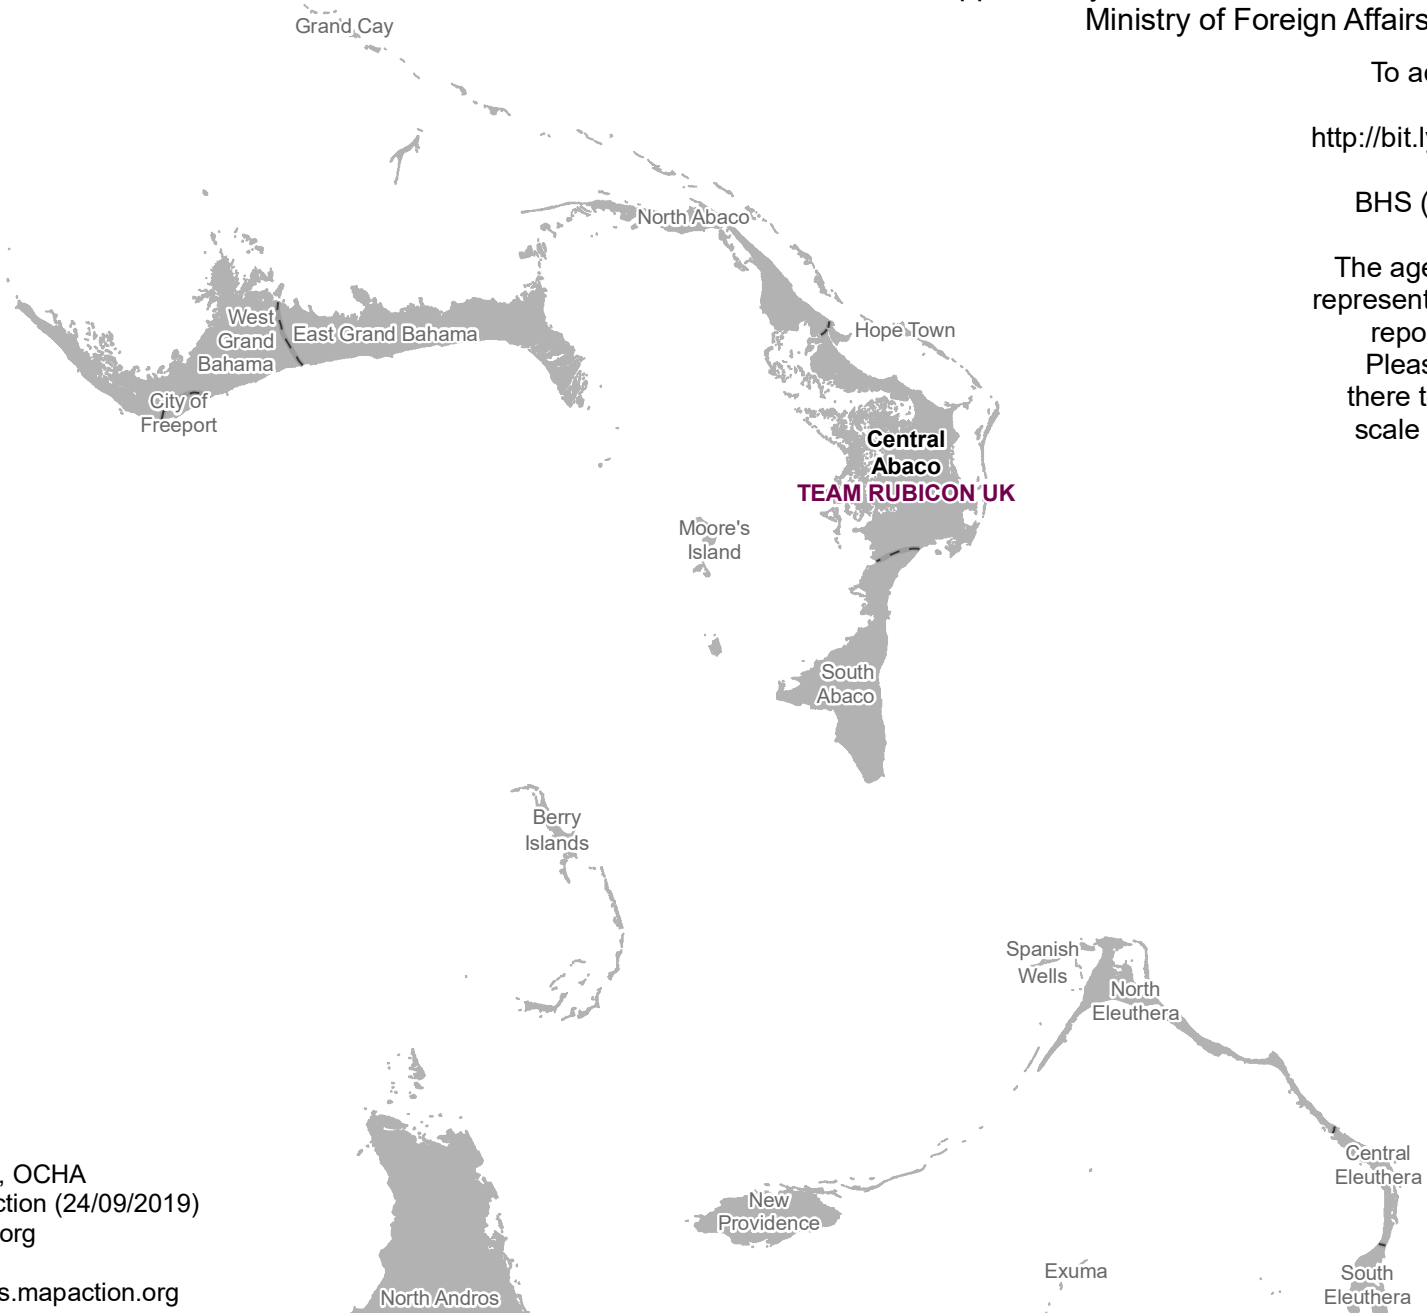 Grand Cay
Ministry of Foreign Affairs
To
http://bit.l
BHS (
The
represent
repo
Pleas
there t
scale
North Abaco
West
Grand
Bahama
East Grand Bahama
Hope Town
City of
Freeport
Central
Abaco
TEAM RUBICON UK
Moore's
Island
South
Abaco
Berry
Islands
Spanish
Wells
North
Eleuthera
Central
Eleuthera
, OCHA
ction (24/09/2019)
org
s.mapaction.org
New
Providence
North Andros
Exuma
South
Eleuthera